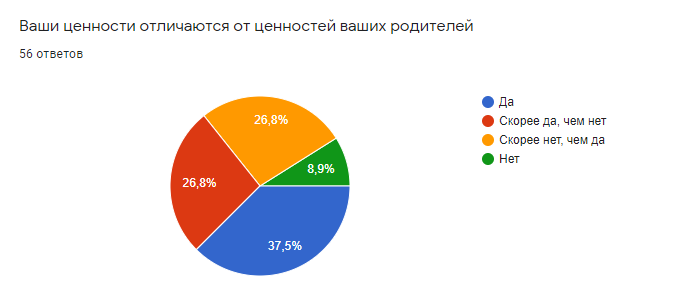 Ваши ценности отличаются от ценностей ваших родителей
56 ответов
Да
Скорее да, чем нет
Скорее нет, чем да
Нет
26,8%
8,9%
26,8%
37,5%